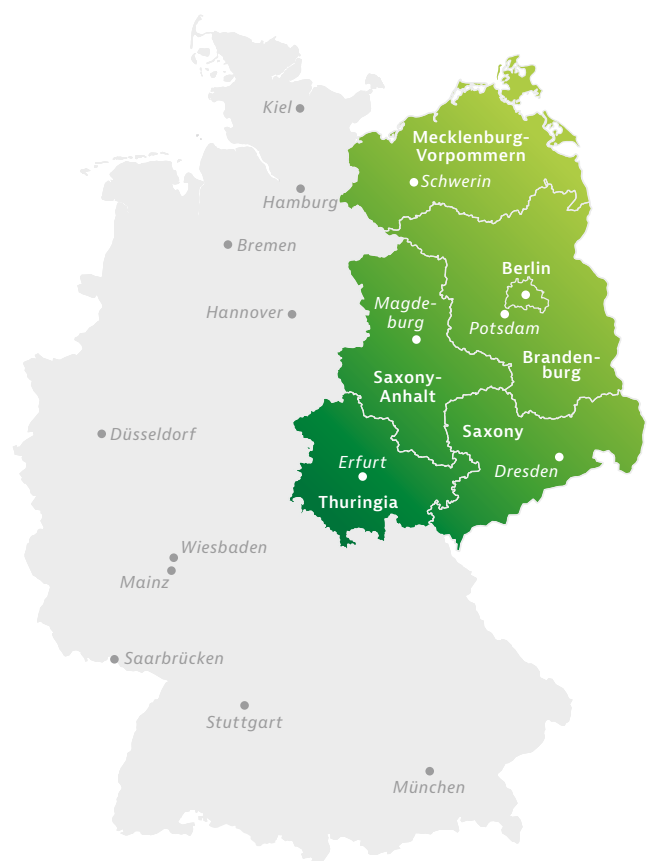 Kiel
Mecklenburg-
Vorpommern
Schwerin
Hamburg
Bremen
Berlin
Magde-
burg
Hannover
Potsdam
Branden-
burg
Saxony-
Anhalt
Düsseldorf
Saxony
Erfurt
Dresden
Thuringia
Wiesbaden
Mainz
Saarbrücken
Stuttgart
München